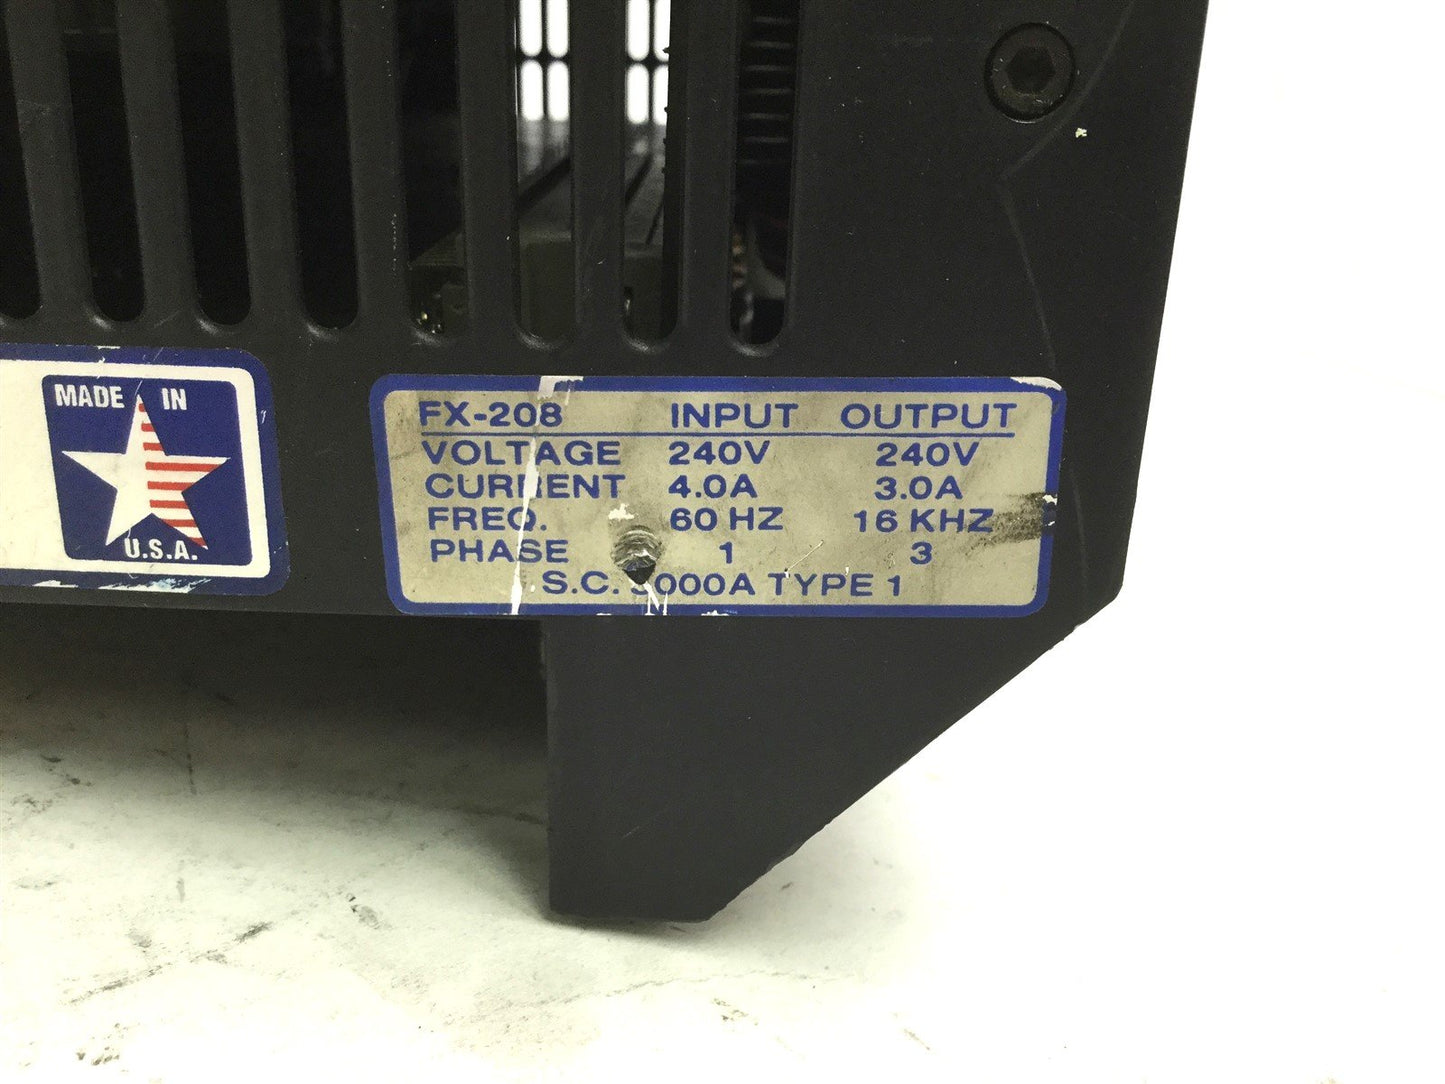 MADE IN
U.S.A.
FX-208 INPUT OUTPUT
VOLTAGE 240V 240V
CURRENT 4.0A 3.0A
FREQ. 60 HZ 16 KHZ
PHASE 1 3
S.C. 5000A TYPE 1